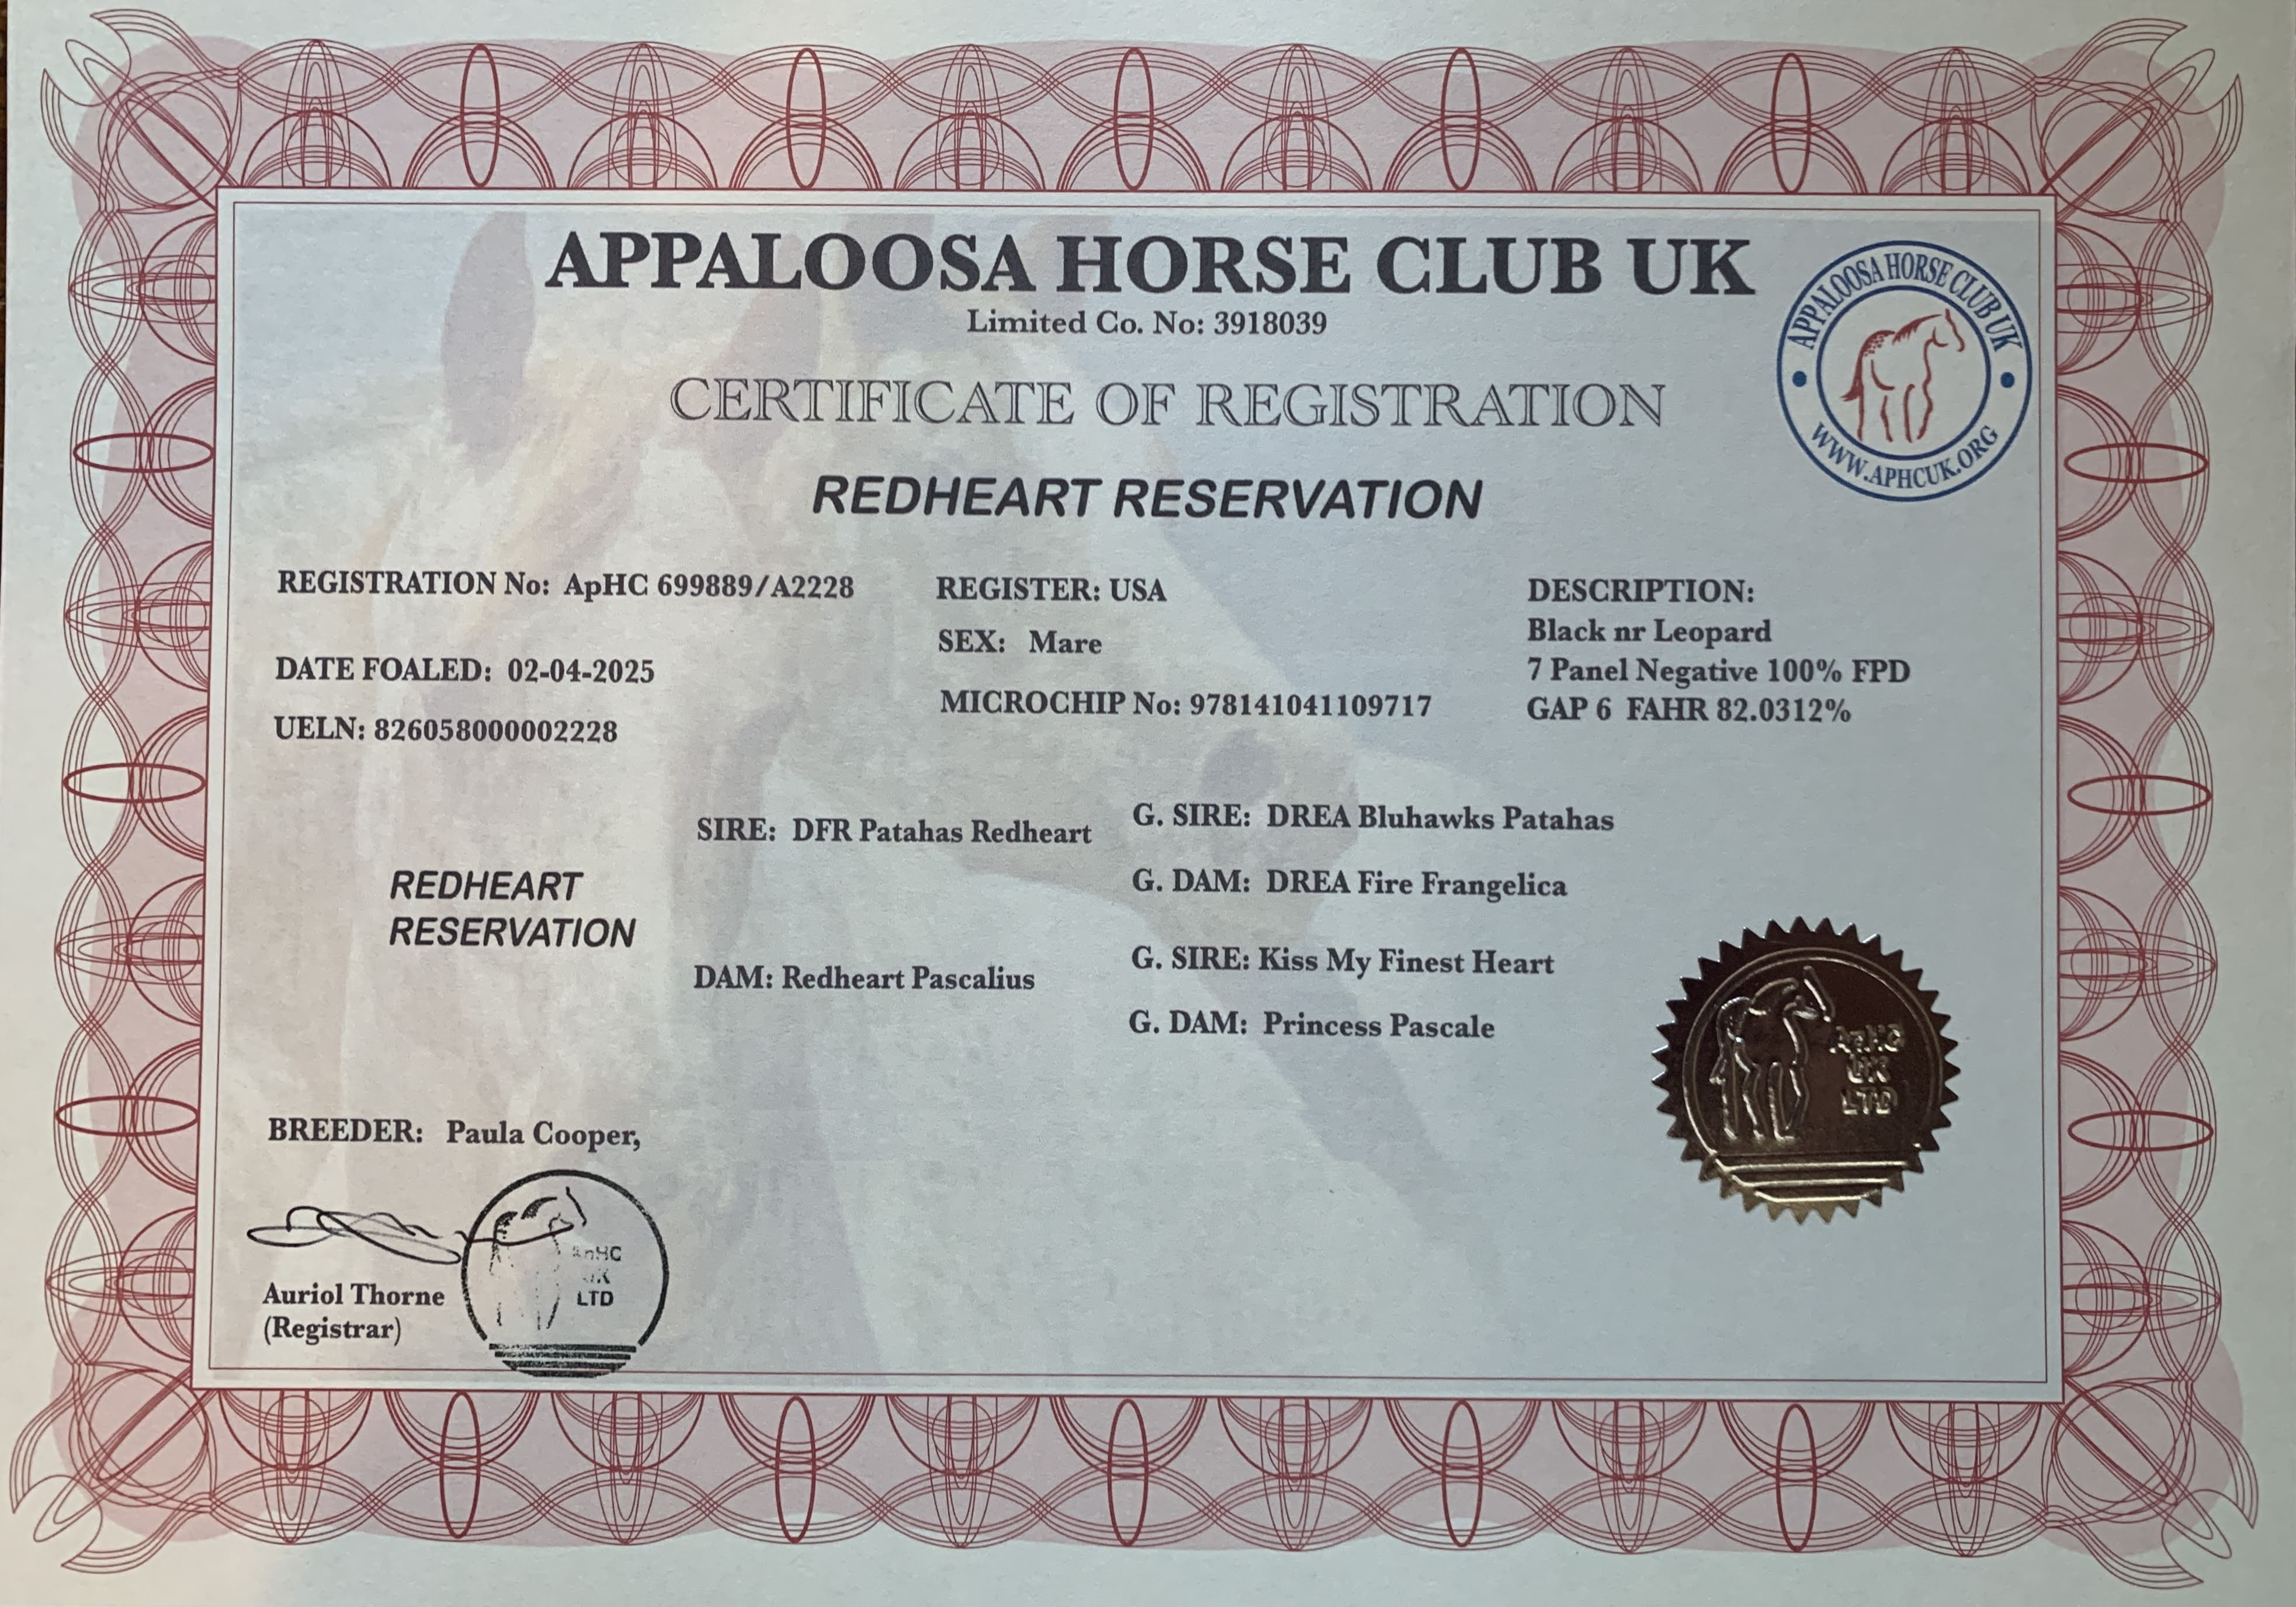 APPALOOSA HORSE CLUB UK
Limited Co. No: 3918039
CERTIFICATE OF REGISTRATION
APPALOOSA HORSE CLUB UK
WWW.APHCUK.ORG
REDHEART RESERVATION
REGISTRATION No: ApHC 699889/A2228
DATE FOALED: 02-04-2025
UELN: 826058000002228
REGISTER: USA
SEX: Mare
MICROCHIP No: 978141041109717
DESCRIPTION:
Black nr Leopard
7 Panel Negative 100% FPD
GAP 6 FAHR 82.0312%
REDHEART
RESERVATION
SIRE: DFR Patahas Redheart
DAM: Redheart Pascalius
G. SIRE: DREA Bluhawks Patahas
G. DAM: DREA Fire Frangelica
G. SIRE: Kiss My Finest Heart
G. DAM: Princess Pascale
ApHC
UK
LTD
BREEDER: Paula Cooper,
Auriol Thorne
(Registrar)
ApHC
UK
LTD